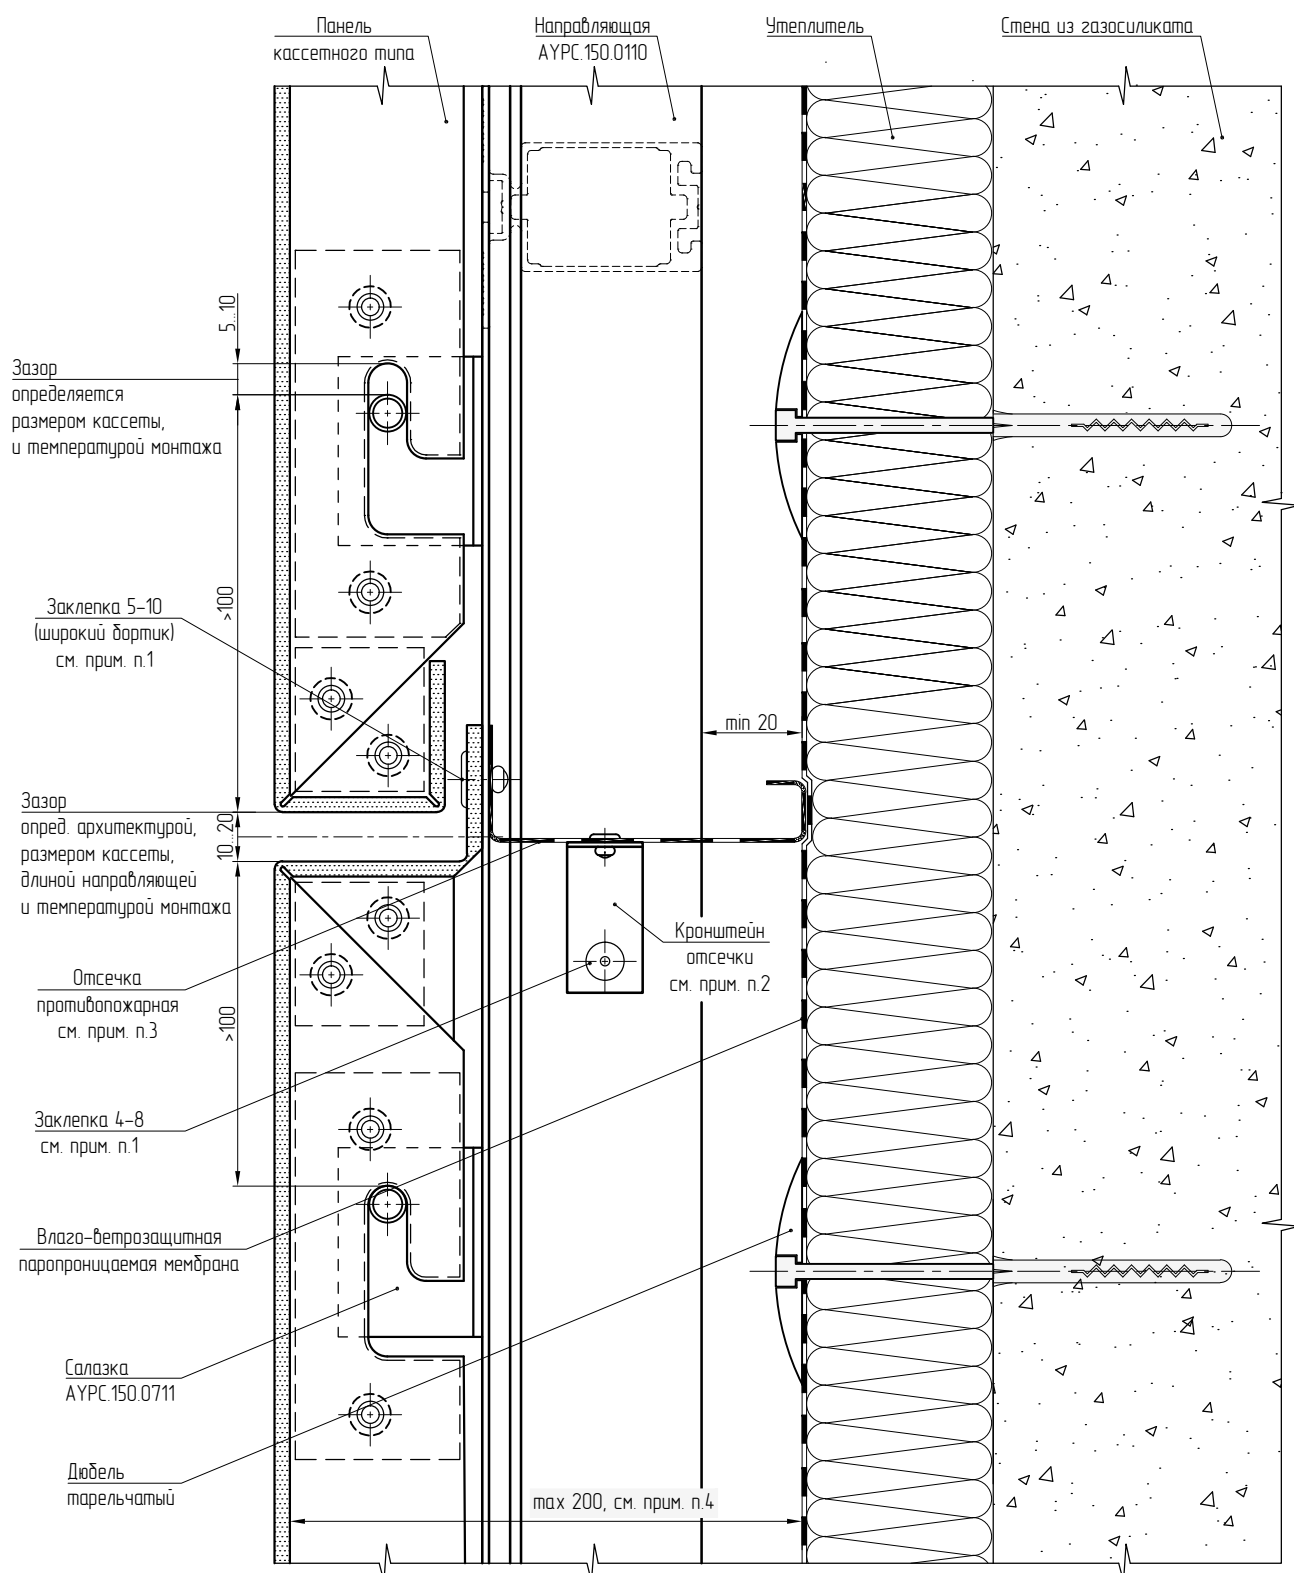 Панель
кассетного типа
Направляющая
AYPC.150.0110
Утеплитель
Стена из газосиликата
5...10
Зазор
определяется
размером кассеты,
и температурой монтажа
>100
Заклепка 5-10
(широкий бортик)
см. прим. п.1
min 20
Зазор
опред. архитектурой,
размером кассеты,
длиной направляющей
и температурой монтажа
10...20
Кронштейн
отсечки
см. прим. п.2
Отсечка
противопожарная
см. прим. п.3
>100
Заклепка 4-8
см. прим. п.1
Влаго-ветрозащитная
паропроницаемая мембрана
Салазка
AYPC.150.0711
Дюбель
тарельчатый
max 200, см. прим. п.4